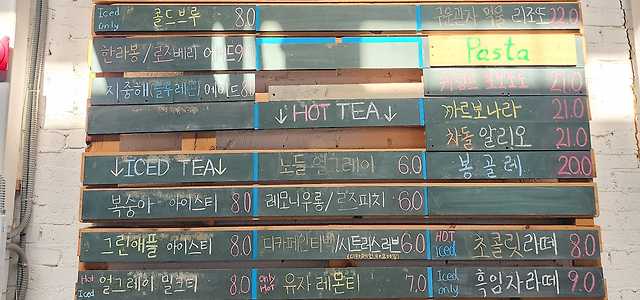 Iced Only 콜드브루 8.0
한라봉/로즈베리 에이드 9
지중해(블루레몬)에이드 8.
↓ICED TEA↓
복숭아 아이스티 8.0
그린애플 아이스티 8.0
Hot Iced 얼그레이 밀크티 8.0
↓HOT TEA↓
노들 얼그레이 6.0
레모니우롱/로즈피치 6.0
디카페인티백/시트러스러브 6.0
Only Hot 유자 레몬티 7.0
리조또 22.0
Pasta
21.0
까르보나라 21.0
차돌 알리오 21.0
봉골레 20.0
HOT Iced 초콜릿라떼 8.0
Iced Only 흑임자라떼 9.0